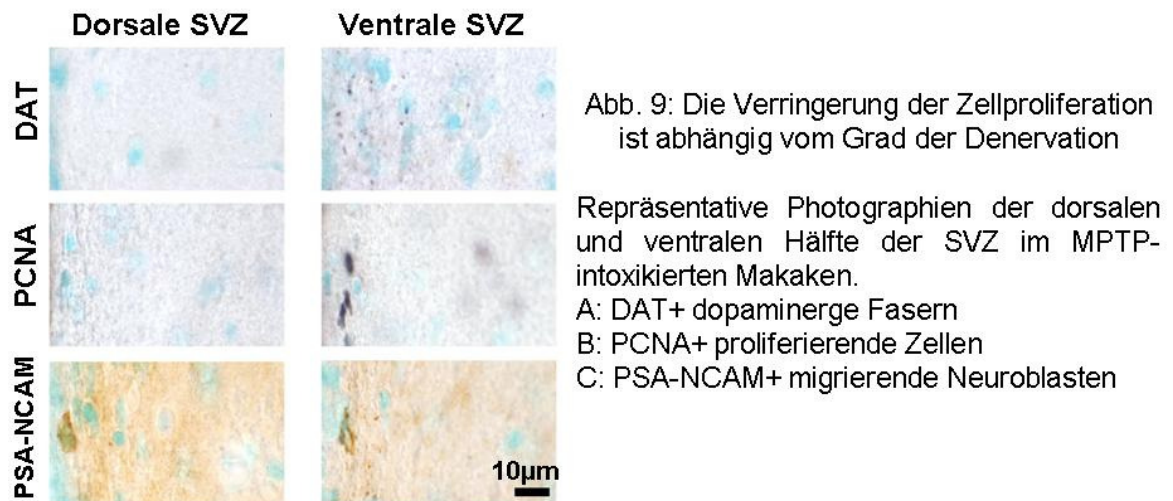 Dorsale SVZ
Ventrale SVZ
DAT
PCNA
PSA-NCAM
10µm
Abb. 9: Die Verringerung der Zellproliferation
ist abhängig vom Grad der Denervation
Repräsentative Photographien der dorsalen
und ventralen Hälfte der SVZ im MPTP-
intoxikierten Makaken.
A: DAT+ dopaminerge Fasern
B: PCNA+ proliferierende Zellen
C: PSA-NCAM+ migrierende Neuroblasten